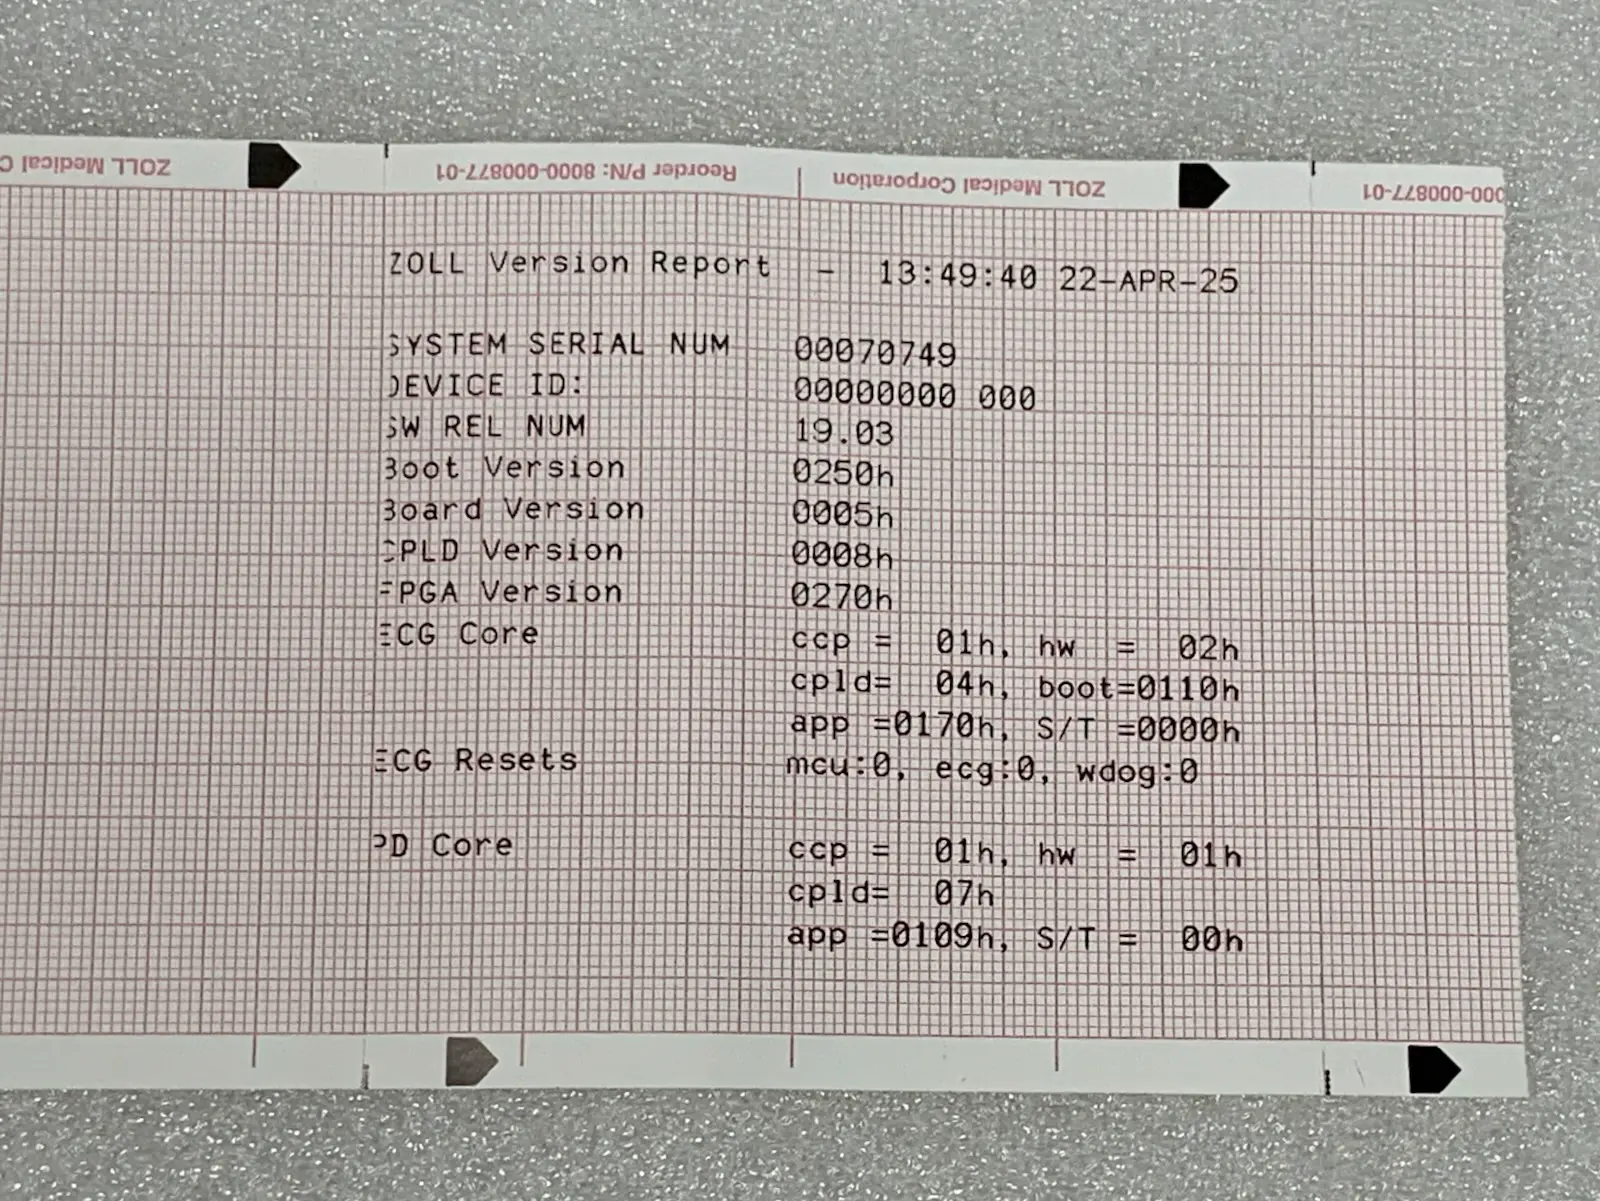 ZOLL Medical C
Reorder P/N: 8000-000877-01
ZOLL Medical Corporation
000-000877-01
ZOLL Version Report - 13:49:40 22-APR-25
SYSTEM SERIAL NUM 00070749
DEVICE ID: 00000000 000
SW REL NUM 19.03
Boot Version 0250h
Board Version 0005h
CPLD Version 0008h
FPGA Version 0270h
ECG Core ccp = 01h, hw = 02h
cpld= 04h, boot=0110h
app =0170h, S/T =0000h
ECG Resets mcu:0, ecg:0, wdog:0
PD Core ccp = 01h, hw = 01h
cpld= 07h
app =0109h, S/T = 00h